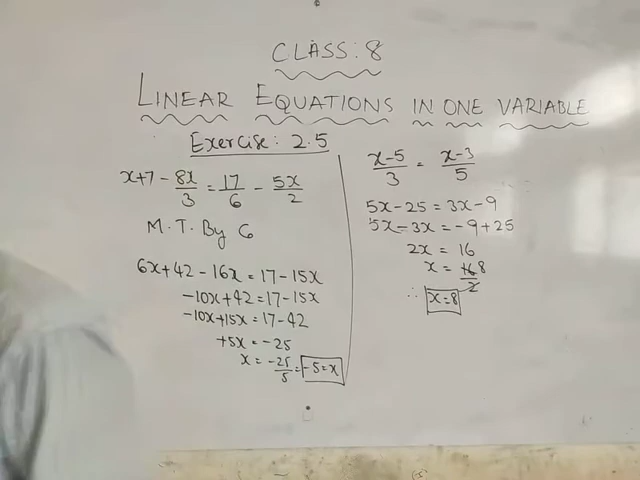 CLASS: 8
LINEAR EQUATIONS IN ONE VARIABLE
Exercise: 2.5
x+7 - 8x/3 = 17/6 - 5x/2
M.T. By 6
6x+42 - 16x = 17 - 15x
-10x+42 = 17 - 15x
-10x+15x = 17 - 42
+5x = -25
x = -25/5 = -5 = x
x-5/3 = x-3/5
5x - 25 = 3x - 9
5x - 3x = -9 + 25
2x = 16
x = 16/2 8
∴ x = 8